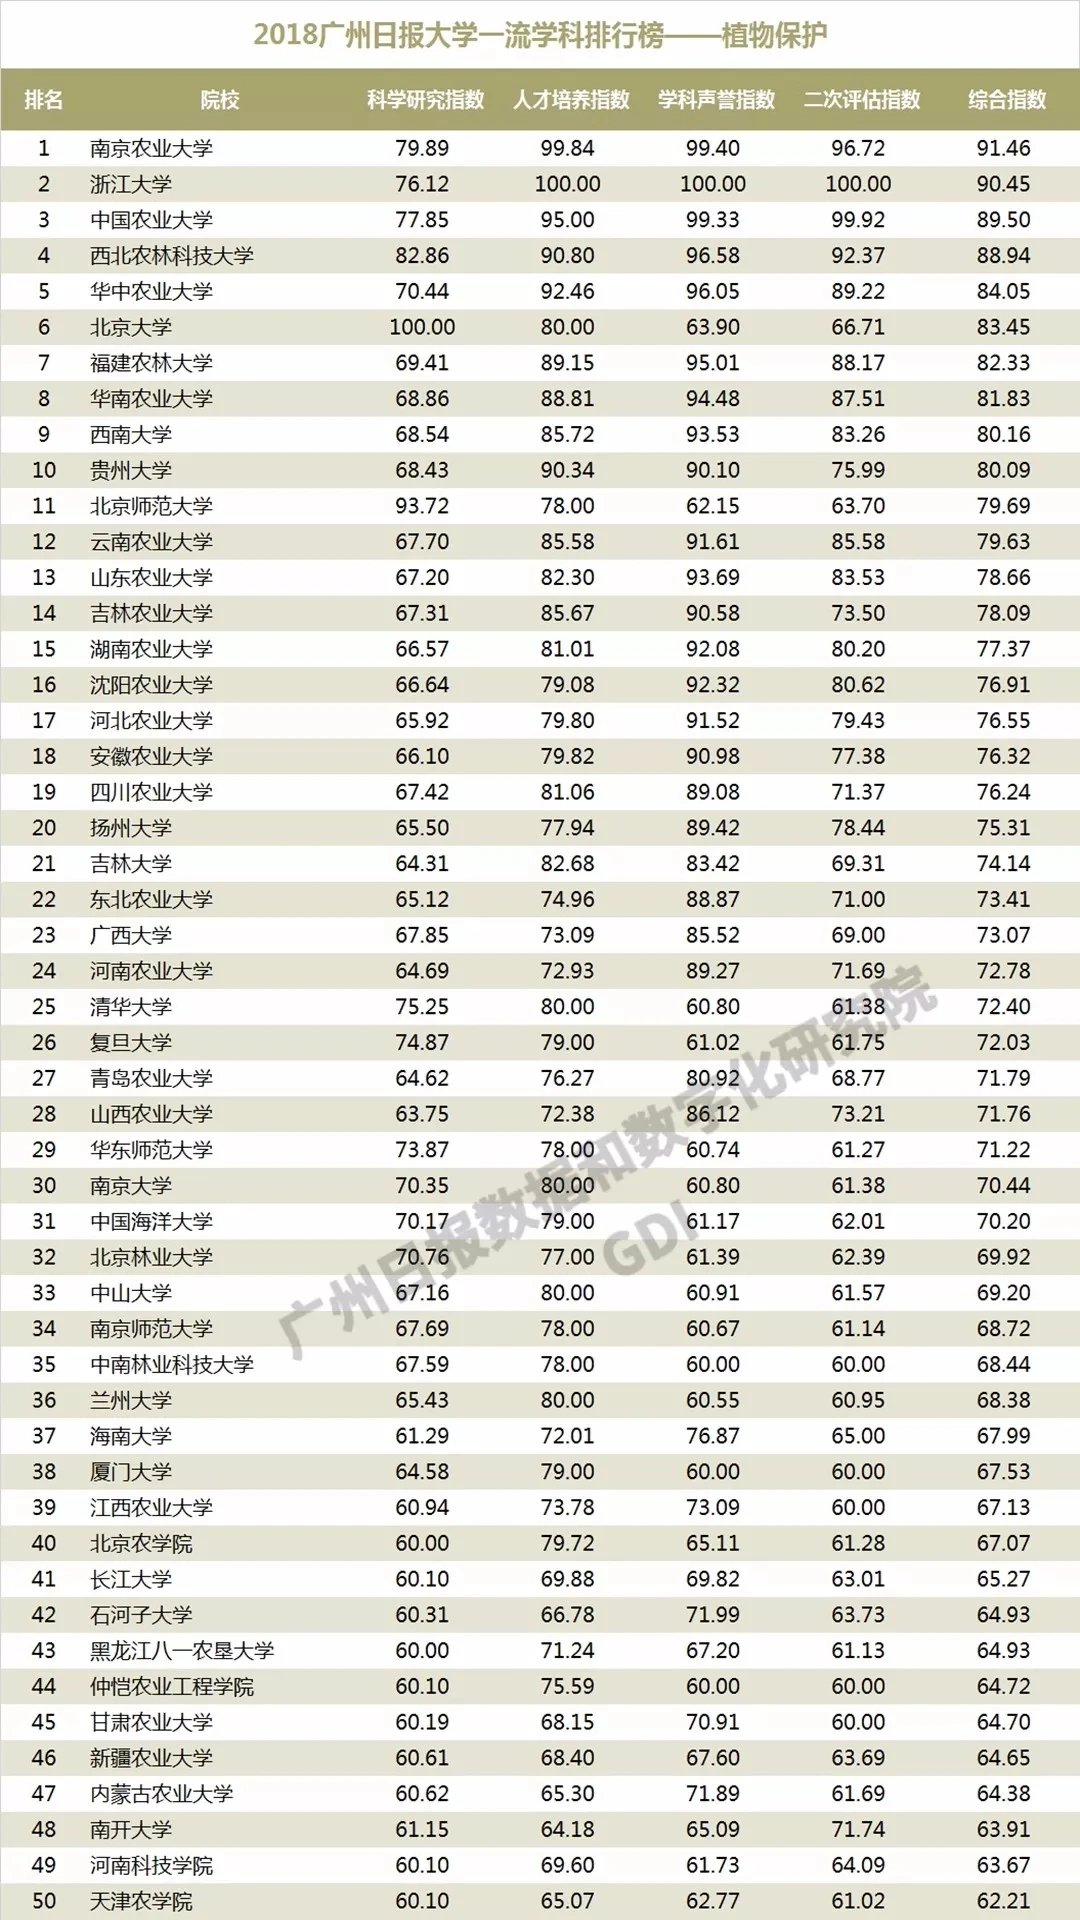 2018广州日报大学一流学科排行榜——植物保护
排名 院校 科学研究指数 人才培养指数 学科声誉指数 二次评估指数 综合指数
1 南京农业大学 79.89 99.84 99.40 96.72 91.46
2 浙江大学 76.12 100.00 100.00 100.00 90.45
3 中国农业大学 77.85 95.00 99.33 99.92 89.50
4 西北农林科技大学 82.86 90.80 96.58 92.37 88.94
5 华中农业大学 70.44 92.46 96.05 89.22 84.05
6 北京大学 100.00 80.00 63.90 66.71 83.45
7 福建农林大学 69.41 89.15 95.01 88.17 82.33
8 华南农业大学 68.86 88.81 94.48 87.51 81.83
9 西南大学 68.54 85.72 93.53 83.26 80.16
10 贵州大学 68.43 90.34 90.10 75.99 80.09
11 北京师范大学 93.72 78.00 62.15 63.70 79.69
12 云南农业大学 67.70 85.58 91.61 85.58 79.63
13 山东农业大学 67.20 82.30 93.69 83.53 78.66
14 吉林农业大学 67.31 85.67 90.58 73.50 78.09
15 湖南农业大学 66.57 81.01 92.08 80.20 77.37
16 沈阳农业大学 66.64 79.08 92.32 80.62 76.91
17 河北农业大学 65.92 79.80 91.52 79.43 76.55
18 安徽农业大学 66.10 79.82 90.98 77.38 76.32
19 四川农业大学 67.42 81.06 89.08 71.37 76.24
20 扬州大学 65.50 77.94 89.42 78.44 75.31
21 吉林大学 64.31 82.68 83.42 69.31 74.14
22 东北农业大学 65.12 74.96 88.87 71.00 73.41
23 广西大学 67.85 73.09 85.52 69.00 73.07
24 河南农业大学 64.69 72.93 89.27 71.69 72.78
25 清华大学 75.25 80.00 60.80 61.38 72.40
26 复旦大学 74.87 79.00 61.02 61.75 72.03
27 青岛农业大学 64.62 76.27 80.92 68.77 71.79
28 山西农业大学 63.75 72.38 86.12 73.21 71.76
29 华东师范大学 73.87 78.00 60.74 61.27 71.22
30 南京大学 70.35 80.00 60.80 61.38 70.44
31 中国海洋大学 70.17 79.00 61.17 62.01 70.20
32 北京林业大学 70.76 77.00 61.39 62.39 69.92
33 中山大学 67.16 80.00 60.91 61.57 69.20
34 南京师范大学 67.69 78.00 60.67 61.14 68.72
35 中南林业科技大学 67.59 78.00 60.00 60.00 68.44
36 兰州大学 65.43 80.00 60.55 60.95 68.38
37 海南大学 61.29 72.01 76.87 65.00 67.99
38 厦门大学 64.58 79.00 60.00 60.00 67.53
39 江西农业大学 60.94 73.78 73.09 60.00 67.13
40 北京农学院 60.00 79.72 65.11 61.28 67.07
41 长江大学 60.10 69.88 69.82 63.01 65.27
42 石河子大学 60.31 66.78 71.99 63.73 64.93
43 黑龙江八一农垦大学 60.00 71.24 67.20 61.13 64.93
44 仲恺农业工程学院 60.10 75.59 60.00 60.00 64.72
45 甘肃农业大学 60.19 68.15 70.91 60.00 64.70
46 新疆农业大学 60.61 68.40 67.60 63.69 64.65
47 内蒙古农业大学 60.62 65.30 71.89 61.69 64.38
48 南开大学 61.15 64.18 65.09 71.74 63.91
49 河南科技学院 60.10 69.60 61.73 64.09 63.67
50 天津农学院 60.10 65.07 62.77 61.02 62.21
广州日报数据和数字化研究院
GDI